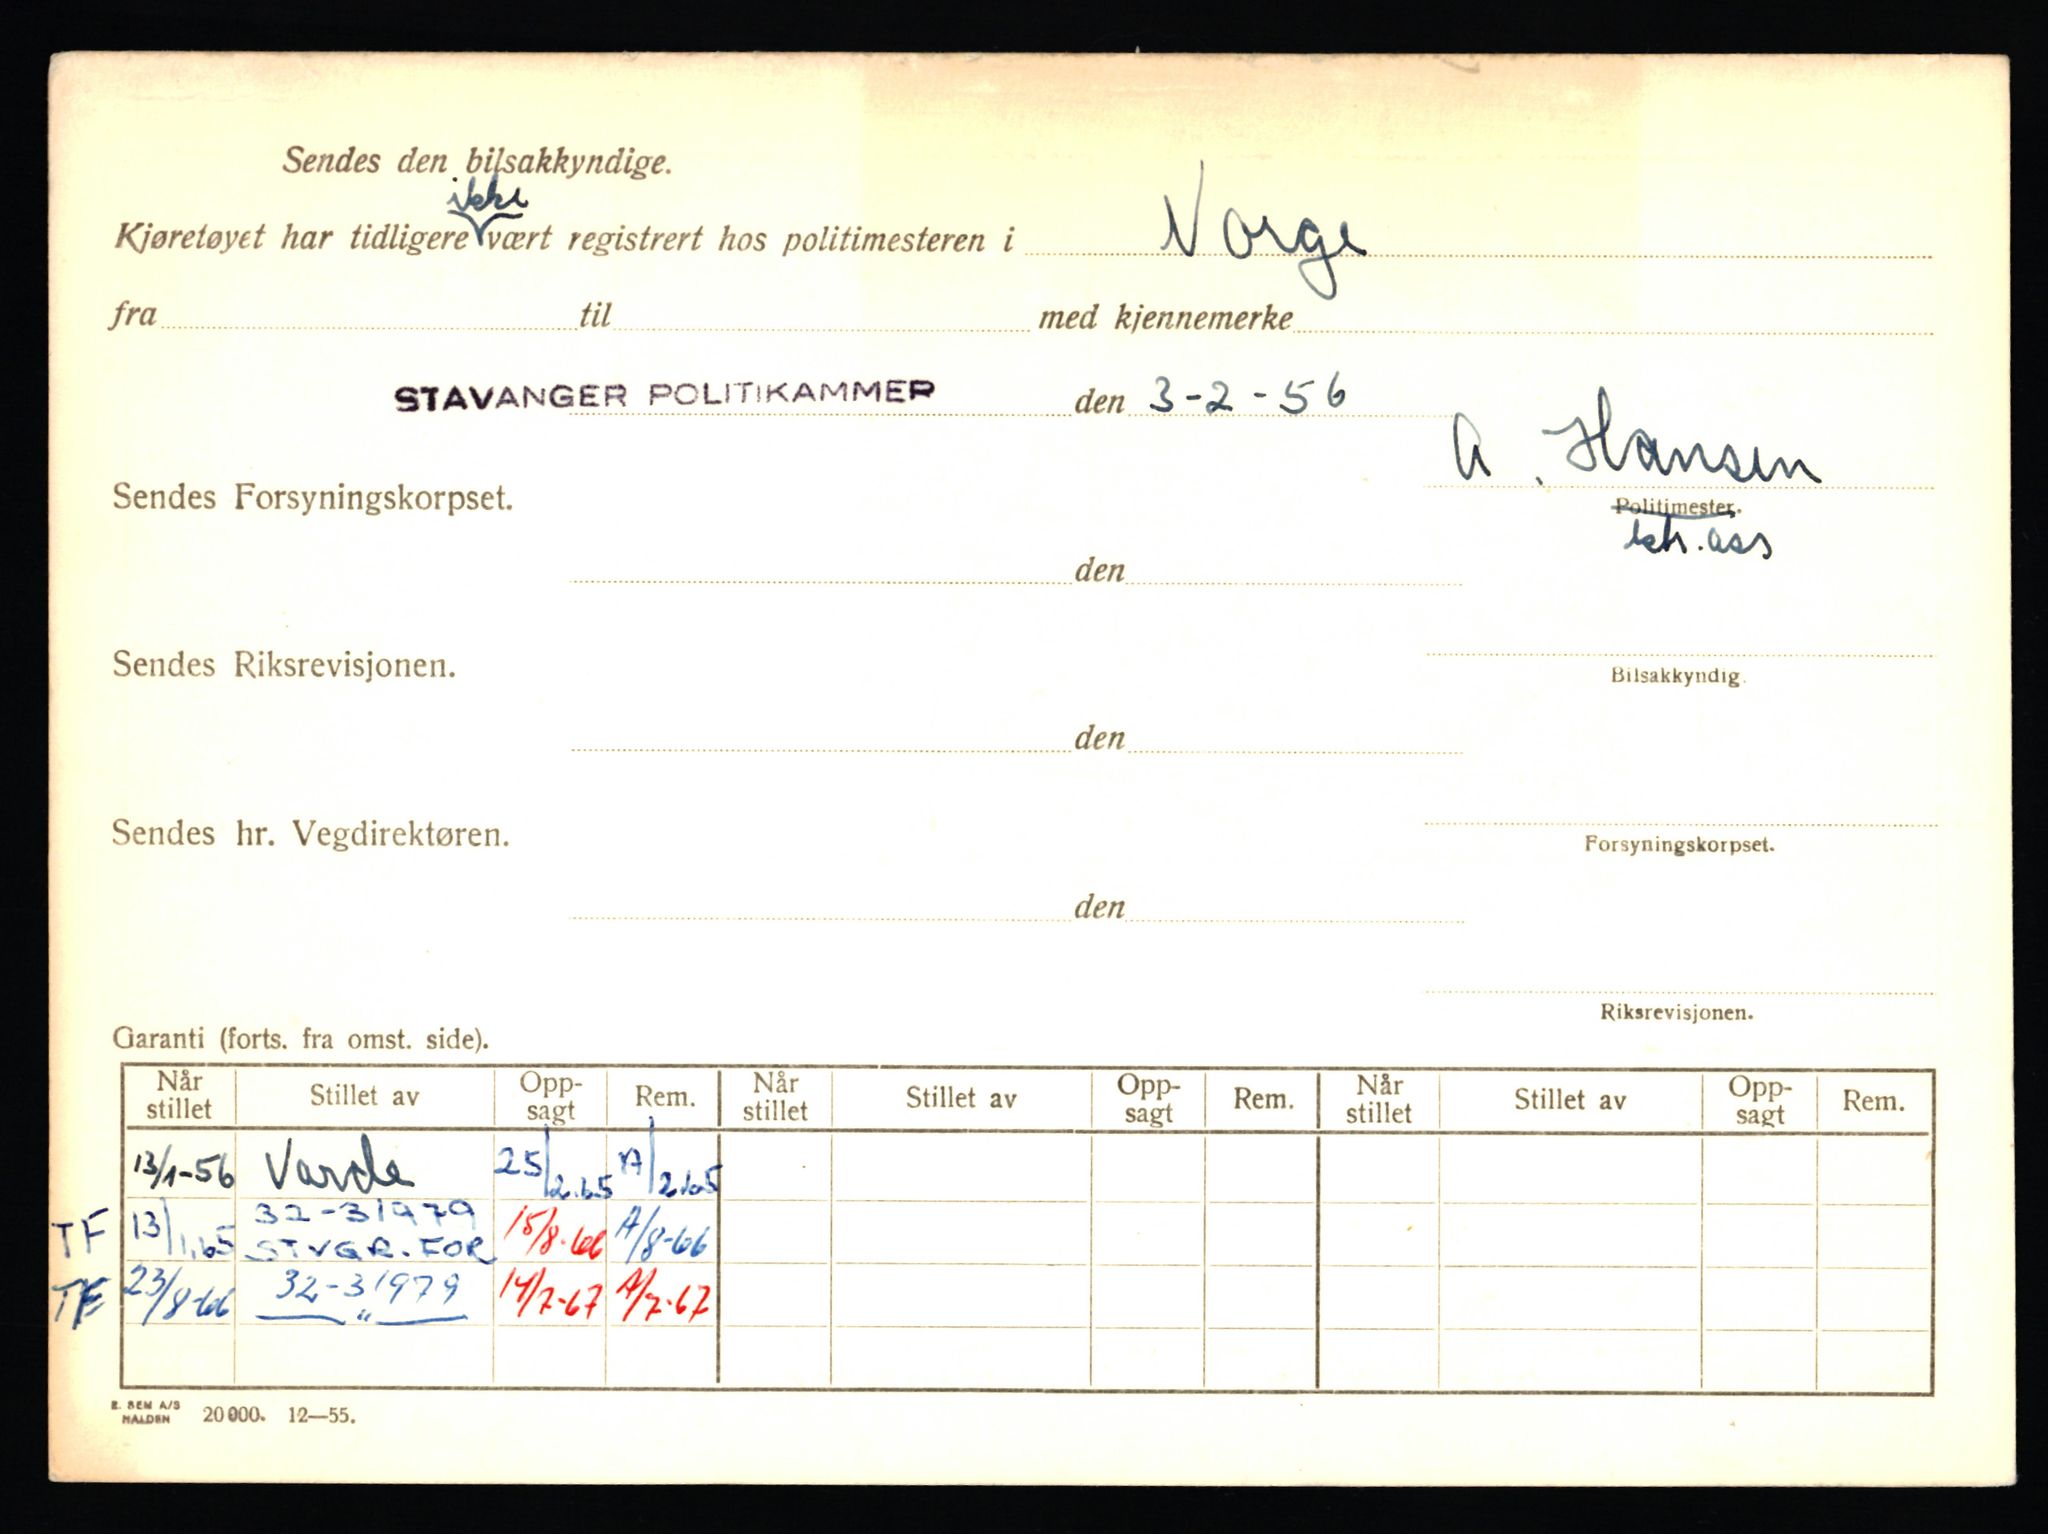 Sendes den bilsakkyndige.
ikke
Kjøretøyet har tidligere vært registrert hos politimesteren i Norge
fra til med kjennemerke
STAVANGER POLITIKAMMER den 3-2-56
A. Hansen
Sendes Forsyningskorpset.
Politimester.
ktr. ass
den
Sendes Riksrevisjonen.
Bilsakkyndig.
den
Sendes hr. Vegdirektøren.
Forsyningskorpset.
den
Riksrevisjonen.
Garanti (forts. fra omst. side).
Når stillet Stillet av Opp-sagt Rem. Når stillet Stillet av Opp-sagt Rem. Når stillet Stillet av Opp-sagt Rem.
13/1-56 Varde 25/2.65 A/2.65
TF 13/1.65 32-31979 STVGR.FOR 15/8-66 A/8-66
TF 23/8-66 32-31979 — " — 14/7-67 A/7-67
E. SEM A/S
HALDEN 20000. 12—55.